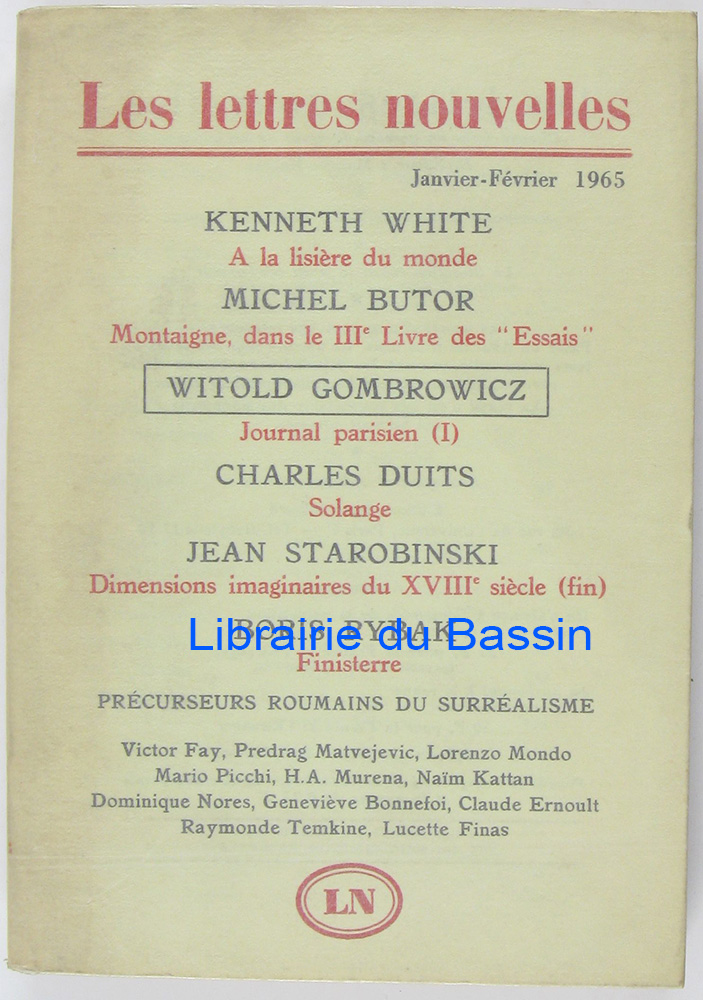 Les lettres nouvelles
Janvier-Février 1965
KENNETH WHITE
A la lisière du monde
MICHEL BUTOR
Montaigne, dans le IIIe Livre des "Essais"
WITOLD GOMBROWICZ
Journal parisien (I)
CHARLES DUITS
Solange
JEAN STAROBINSKI
Dimensions imaginaires du XVIIIe siècle (fin)
BORIS RYBAK
Librairie du Bassin
Finisterre
PRÉCURSEURS ROUMAINS DU SURRÉALISME
Victor Fay, Predrag Matvejevic, Lorenzo Mondo
Mario Picchi, H.A. Murena, Naïm Kattan
Dominique Nores, Geneviève Bonnefoi, Claude Ernoult
Raymonde Temkine, Lucette Finas
LN